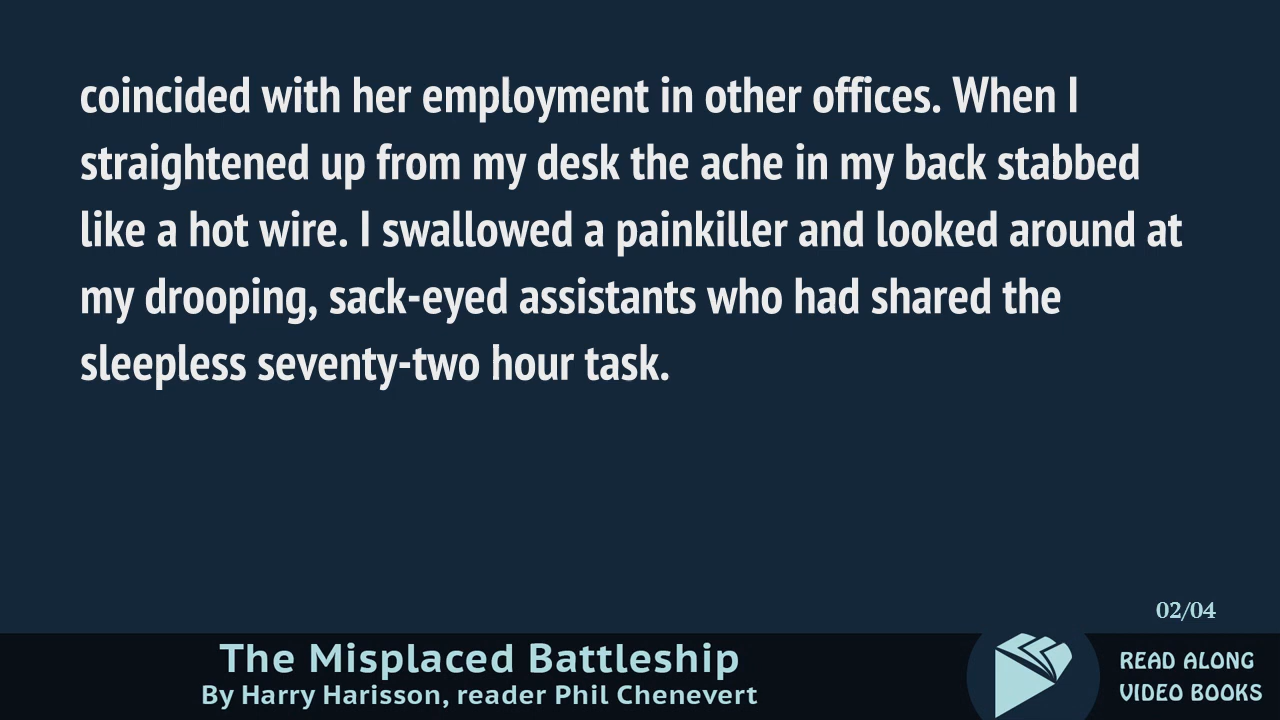 coincided with her employment in other offices. When I
straightened up from my desk the ache in my back stabbed
like a hot wire. I swallowed a painkiller and looked around at
my drooping, sack-eyed assistants who had shared the
sleepless seventy-two hour task.
02/04
The Misplaced Battleship
By Harry Harisson, reader Phil Chenevert
READ ALONG
VIDEO BOOKS